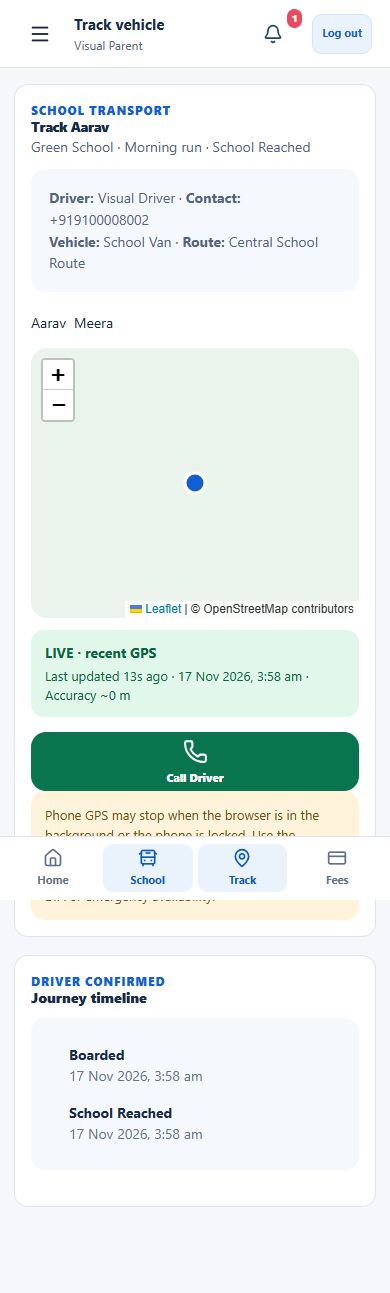 Track vehicle
Visual Parent
1
Log out
SCHOOL TRANSPORT
Track Aarav
Green School · Morning run · School Reached
Driver: Visual Driver · Contact:
+919100008002
Vehicle: School Van · Route: Central School
Route
Aarav Meera
+
−
Leaflet | © OpenStreetMap contributors
LIVE · recent GPS
Last updated 13s ago · 17 Nov 2026, 3:58 am ·
Accuracy ~0 m
Call Driver
Phone GPS may stop when the browser is in the
background or the phone is locked. Use the
Home
School
Track
Fees
DRIVER CONFIRMED
Journey timeline
Boarded
17 Nov 2026, 3:58 am
School Reached
17 Nov 2026, 3:58 am